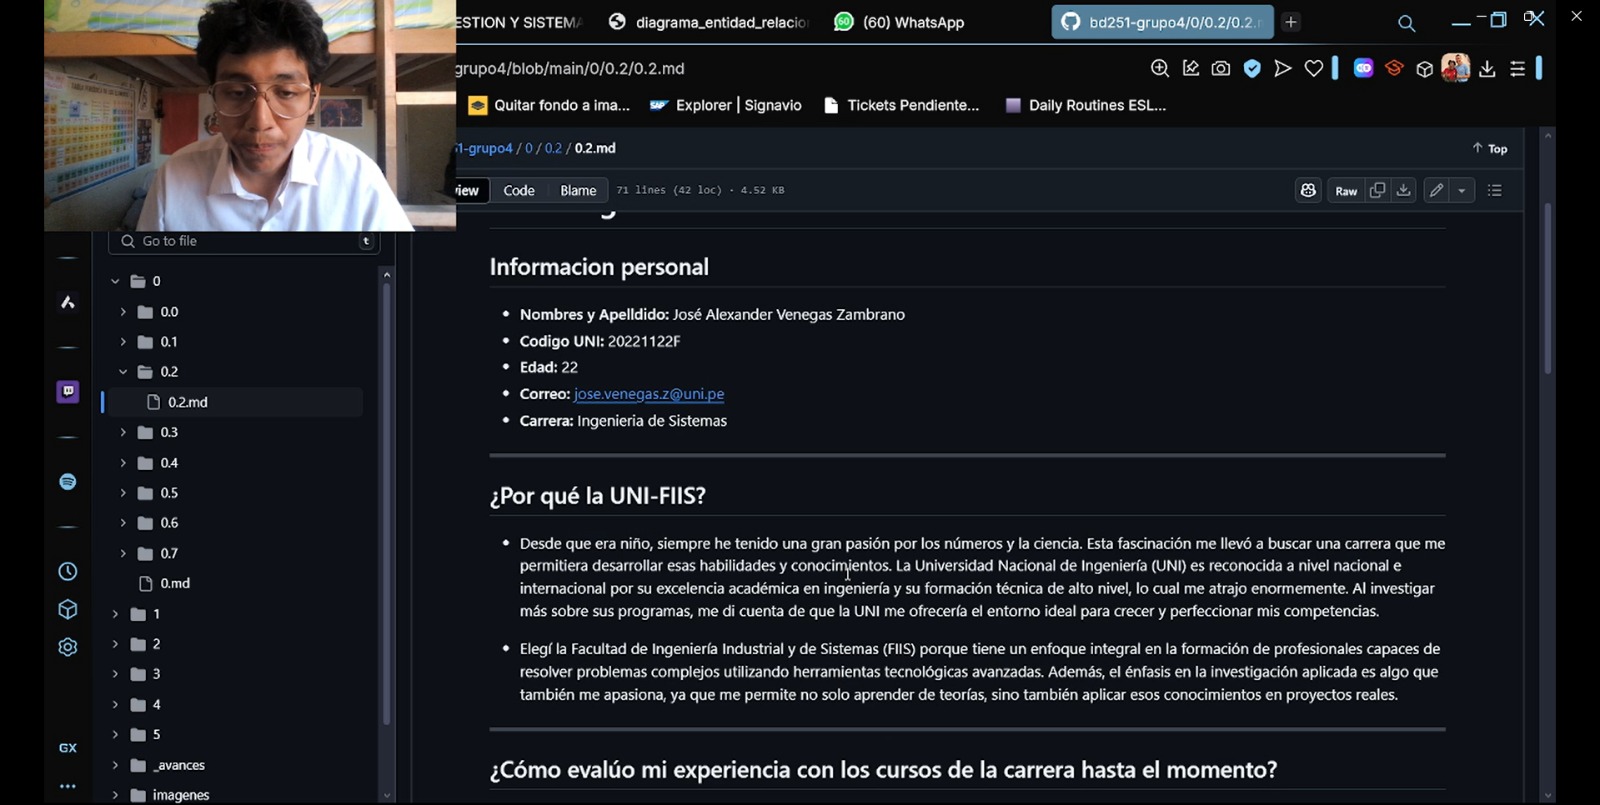 ESTION Y SISTEMA
diagrama_entidad_relacio
(60) WhatsApp
bd251-grupo4/0/0.2/0.2.
grupo4/blob/main/0/0.2/0.2.md
Quitar fondo a ima...
Explorer | Signavio
Tickets Pendiente...
Daily Routines ESL...
1-grupo4 / 0 / 0.2 / 0.2.md
↑ Top
iew
Code
Blame
71 lines (42 loc) · 4.52 KB
Raw
Go to file
t
0
0.0
0.1
0.2
0.2.md
0.3
0.4
0.5
0.6
0.7
0.md
1
2
3
4
5
_avances
imagenes
GX
Informacion personal
• Nombres y Apelldido: José Alexander Venegas Zambrano
• Codigo UNI: 20221122F
• Edad: 22
• Correo: jose.venegas.z@uni.pe
• Carrera: Ingenieria de Sistemas
¿Por qué la UNI-FIIS?
• Desde que era niño, siempre he tenido una gran pasión por los números y la ciencia. Esta fascinación me llevó a buscar una carrera que me
permitiera desarrollar esas habilidades y conocimientos. La Universidad Nacional de Ingeniería (UNI) es reconocida a nivel nacional e
internacional por su excelencia académica en ingeniería y su formación técnica de alto nivel, lo cual me atrajo enormemente. Al investigar
más sobre sus programas, me di cuenta de que la UNI me ofrecería el entorno ideal para crecer y perfeccionar mis competencias.
• Elegí la Facultad de Ingeniería Industrial y de Sistemas (FIIS) porque tiene un enfoque integral en la formación de profesionales capaces de
resolver problemas complejos utilizando herramientas tecnológicas avanzadas. Además, el énfasis en la investigación aplicada es algo que
también me apasiona, ya que me permite no solo aprender de teorías, sino también aplicar esos conocimientos en proyectos reales.
¿Cómo evalúo mi experiencia con los cursos de la carrera hasta el momento?